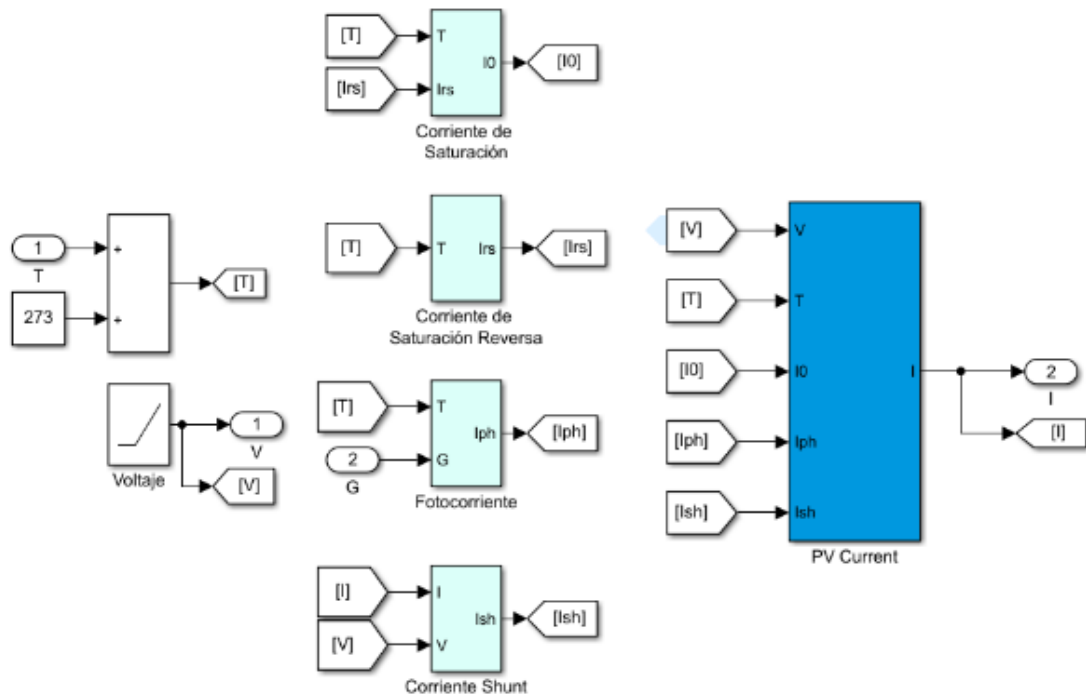 [T]
[Irs]
T
Irs
I0
[I0]
Corriente de
Saturación
1
T
273
+
+
[T]
[T]
T
Irs
[Irs]
Corriente de
Saturación Reversa
Voltaje
1
V
[V]
[T]
2
G
T
G
Iph
[Iph]
Fotocorriente
[I]
[V]
I
V
Ish
[Ish]
Corriente Shunt
[V]
[T]
[I0]
[Iph]
[Ish]
V
T
I0
Iph
Ish
I
PV Current
2
I
[I]